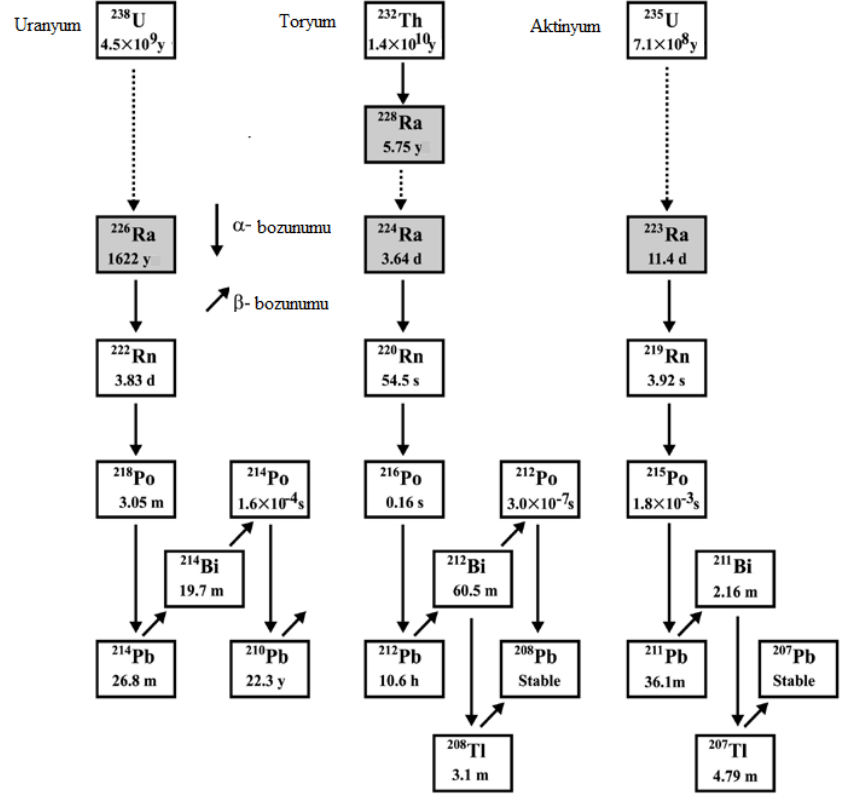 Uranyum
²³⁸U
4.5×10⁹y
Toryum
²³²Th
1.4×10¹⁰y
Aktinyum
²³⁵U
7.1×10⁸y
²²⁸Ra
5.75 y
²²⁶Ra
1622 y
α- bozunumu
β- bozunumu
²²⁴Ra
3.64 d
²²³Ra
11.4 d
²²²Rn
3.83 d
²²⁰Rn
54.5 s
²¹⁹Rn
3.92 s
²¹⁸Po
3.05 m
²¹⁴Po
1.6×10⁻⁴s
²¹⁶Po
0.16 s
²¹²Po
3.0×10⁻⁷s
²¹⁵Po
1.8×10⁻³s
²¹⁴Bi
19.7 m
²¹²Bi
60.5 m
²¹¹Bi
2.16 m
²¹⁴Pb
26.8 m
²¹⁰Pb
22.3 y
²¹²Pb
10.6 h
²⁰⁸Pb
Stable
²¹¹Pb
36.1m
²⁰⁷Pb
Stable
²⁰⁸Tl
3.1 m
²⁰⁷Tl
4.79 m